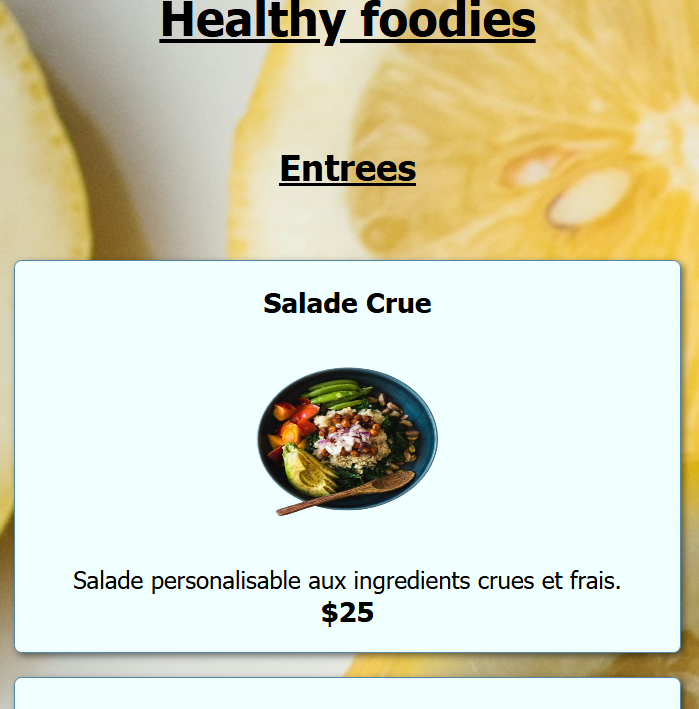 Healthy foodies
Entrees
Salade Crue
Salade personalisable aux ingredients crues et frais.
$25